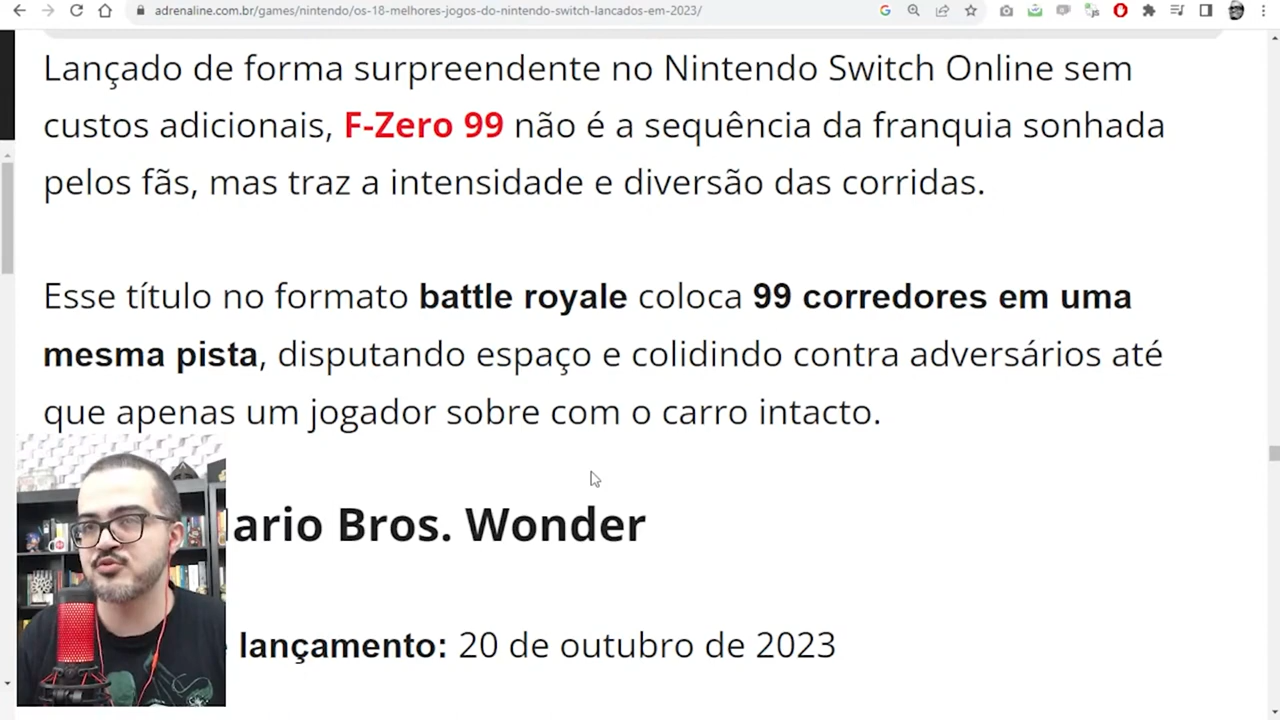 adrenaline.com.br/games/nintendo/os-18-melhores-jogos-do-nintendo-switch-lancados-em-2023/
Lançado de forma surpreendente no Nintendo Switch Online sem
custos adicionais, F-Zero 99 não é a sequência da franquia sonhada
pelos fãs, mas traz a intensidade e diversão das corridas.
Esse título no formato battle royale coloca 99 corredores em uma
mesma pista, disputando espaço e colidindo contra adversários até
que apenas um jogador sobre com o carro intacto.
ario Bros. Wonder
lançamento: 20 de outubro de 2023